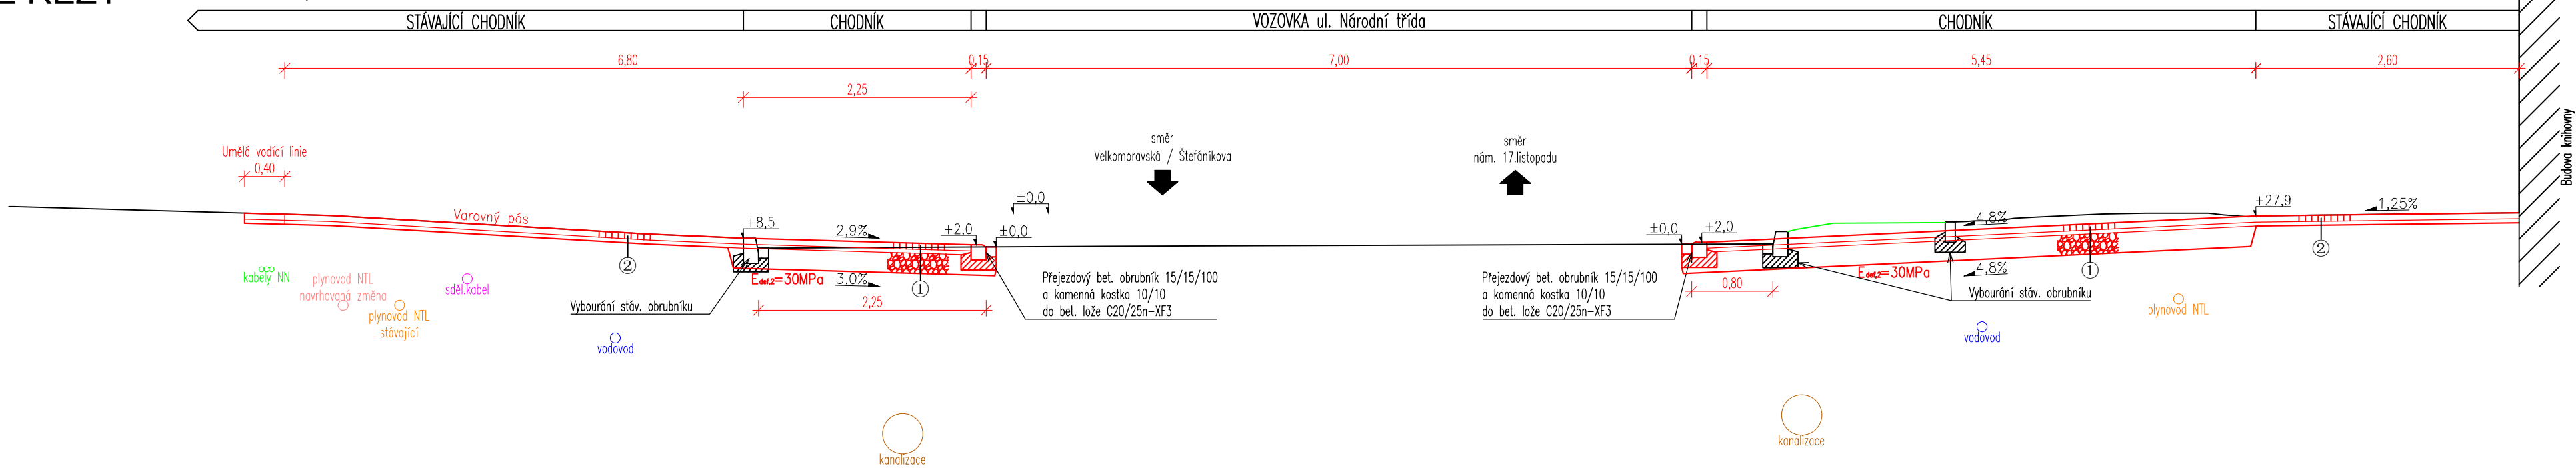 STÁVAJÍCÍ CHODNÍK
CHODNÍK
VOZOVKA ul. Národní třída
CHODNÍK
STÁVAJÍCÍ CHODNÍK
6,80
0,15
7,00
0,15
5,45
2,60
2,25
Budova knihovny
směr
Velkomoravská / Štefánikova
směr
nám. 17.listopadu
Umělá vodící linie
0,40
Varovný pás
+8,5
2,9%
+2,0
±0,0
±0,0
±0,0
+2,0
4,8%
+27,9
1,25%
2
1
1
2
kabely NN
plynovod NTL
navrhovaná změna
plynovod NTL
stávající
sděl.kabel
vodovod
Vybourání stáv. obrubníku
Edef,2=30MPa
3,0%
2,25
Přejezdový bet. obrubník 15/15/100
a kamenná kostka 10/10
do bet. lože C20/25n-XF3
Přejezdový bet. obrubník 15/15/100
a kamenná kostka 10/10
do bet. lože C20/25n-XF3
0,80
Edef,2=30MPa
4,8%
Vybourání stáv. obrubníku
vodovod
plynovod NTL
kanalizace
kanalizace